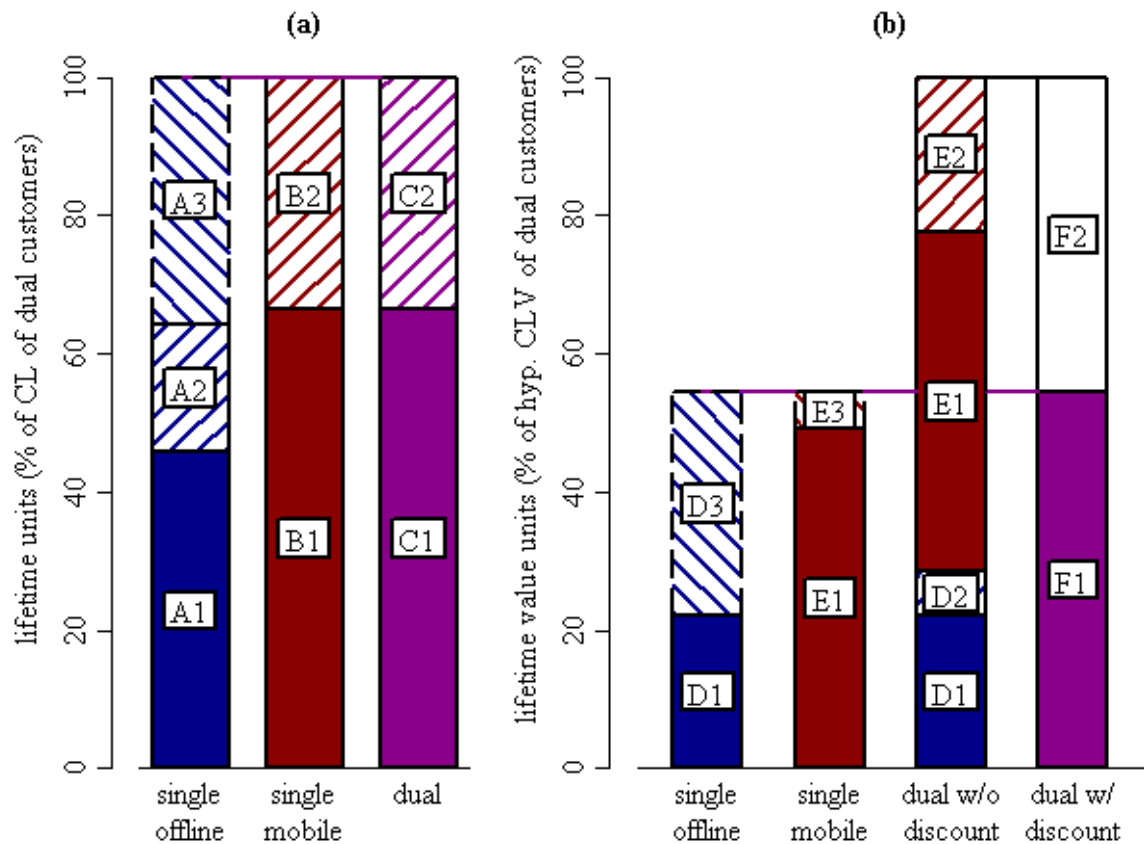 (a)
lifetime units (% of CL of dual customers)
0
20
40
60
80
100
A3
A2
A1
B2
B1
C2
C1
single
offline
single
mobile
dual
(b)
lifetime value units (% of hyp. CLV of dual customers)
0
20
40
60
80
100
D3
D1
E3
E1
E2
E1
D2
D1
F2
F1
single
offline
single
mobile
dual w/o
discount
dual w/
discount